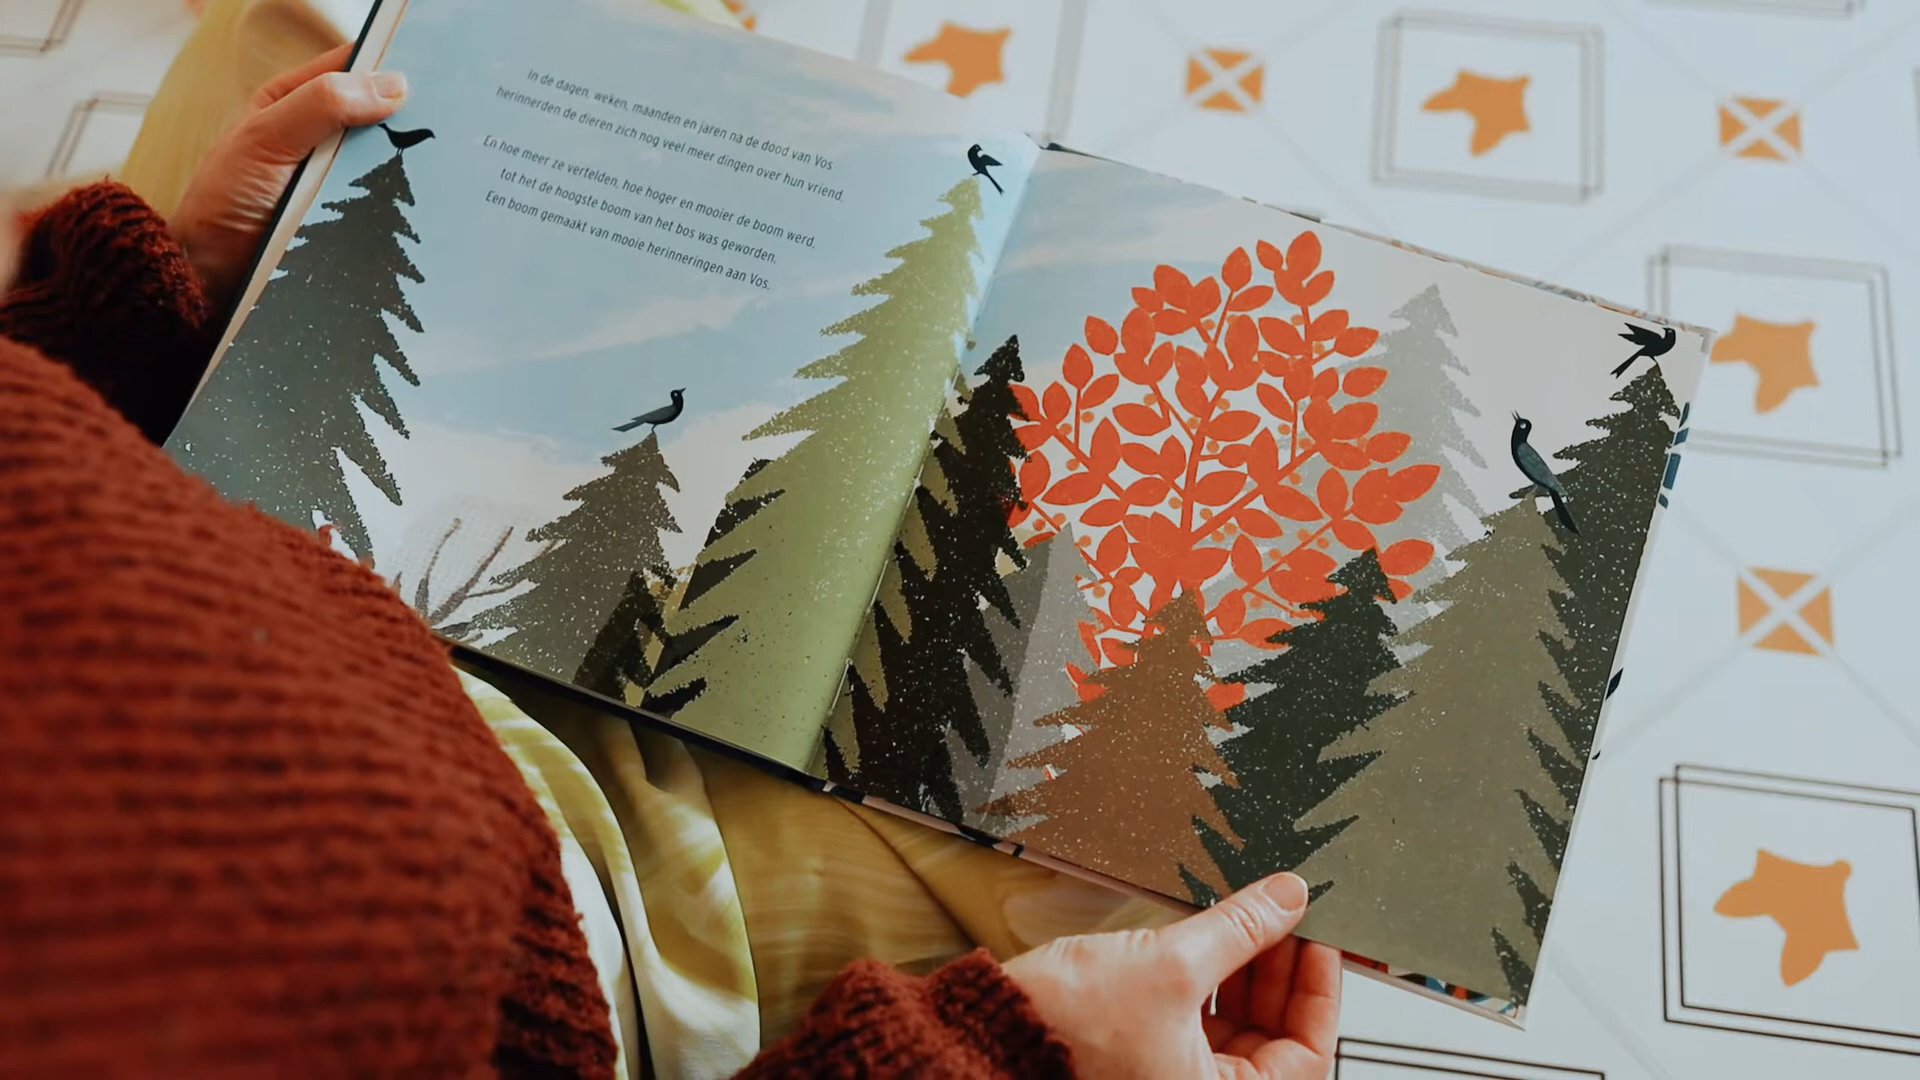 In de dagen, weken, maanden en jaren na de dood van Vos
herinnerden de dieren zich nog veel meer dingen over hun vriend.
En hoe meer ze vertelden, hoe hoger en mooier de boom werd,
tot het de hoogste boom van het bos was geworden.
Een boom gemaakt van mooie herinneringen aan Vos.